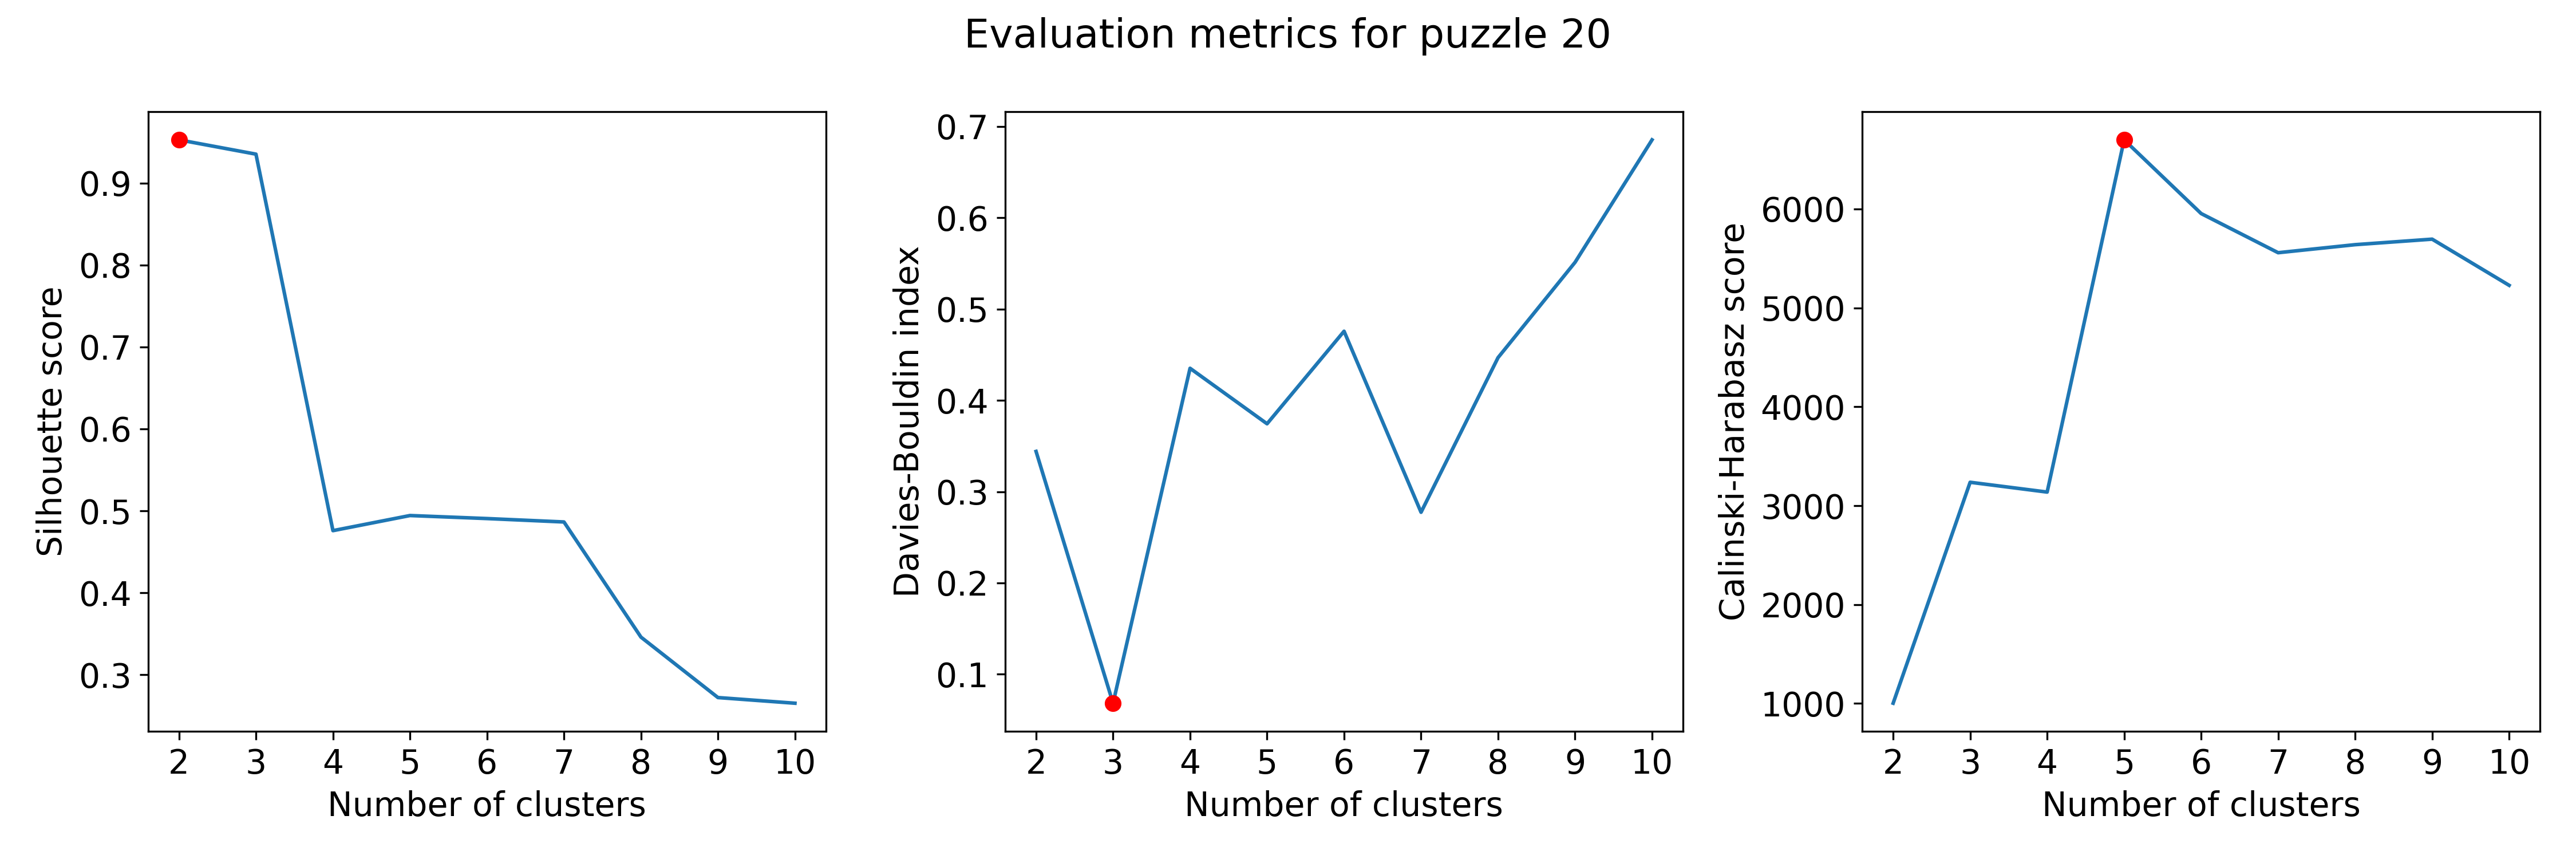 Evaluation metrics for puzzle 20
Silhouette score
0.9
0.8
0.7
0.6
0.5
0.4
0.3
2 3 4 5 6 7 8 9 10
Number of clusters
Davies-Bouldin index
0.7
0.6
0.5
0.4
0.3
0.2
0.1
2 3 4 5 6 7 8 9 10
Number of clusters
Calinski-Harabasz score
6000
5000
4000
3000
2000
1000
2 3 4 5 6 7 8 9 10
Number of clusters